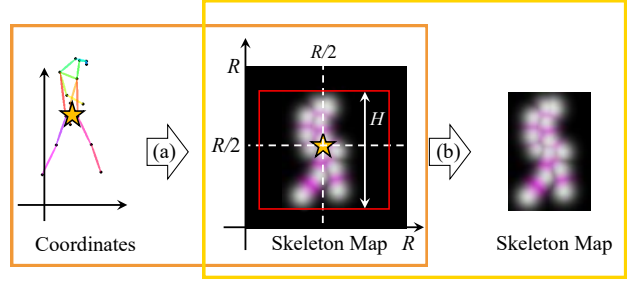 R/2
R
H
R/2
(a)
(b)
Coordinates
Skeleton Map
R
Skeleton Map